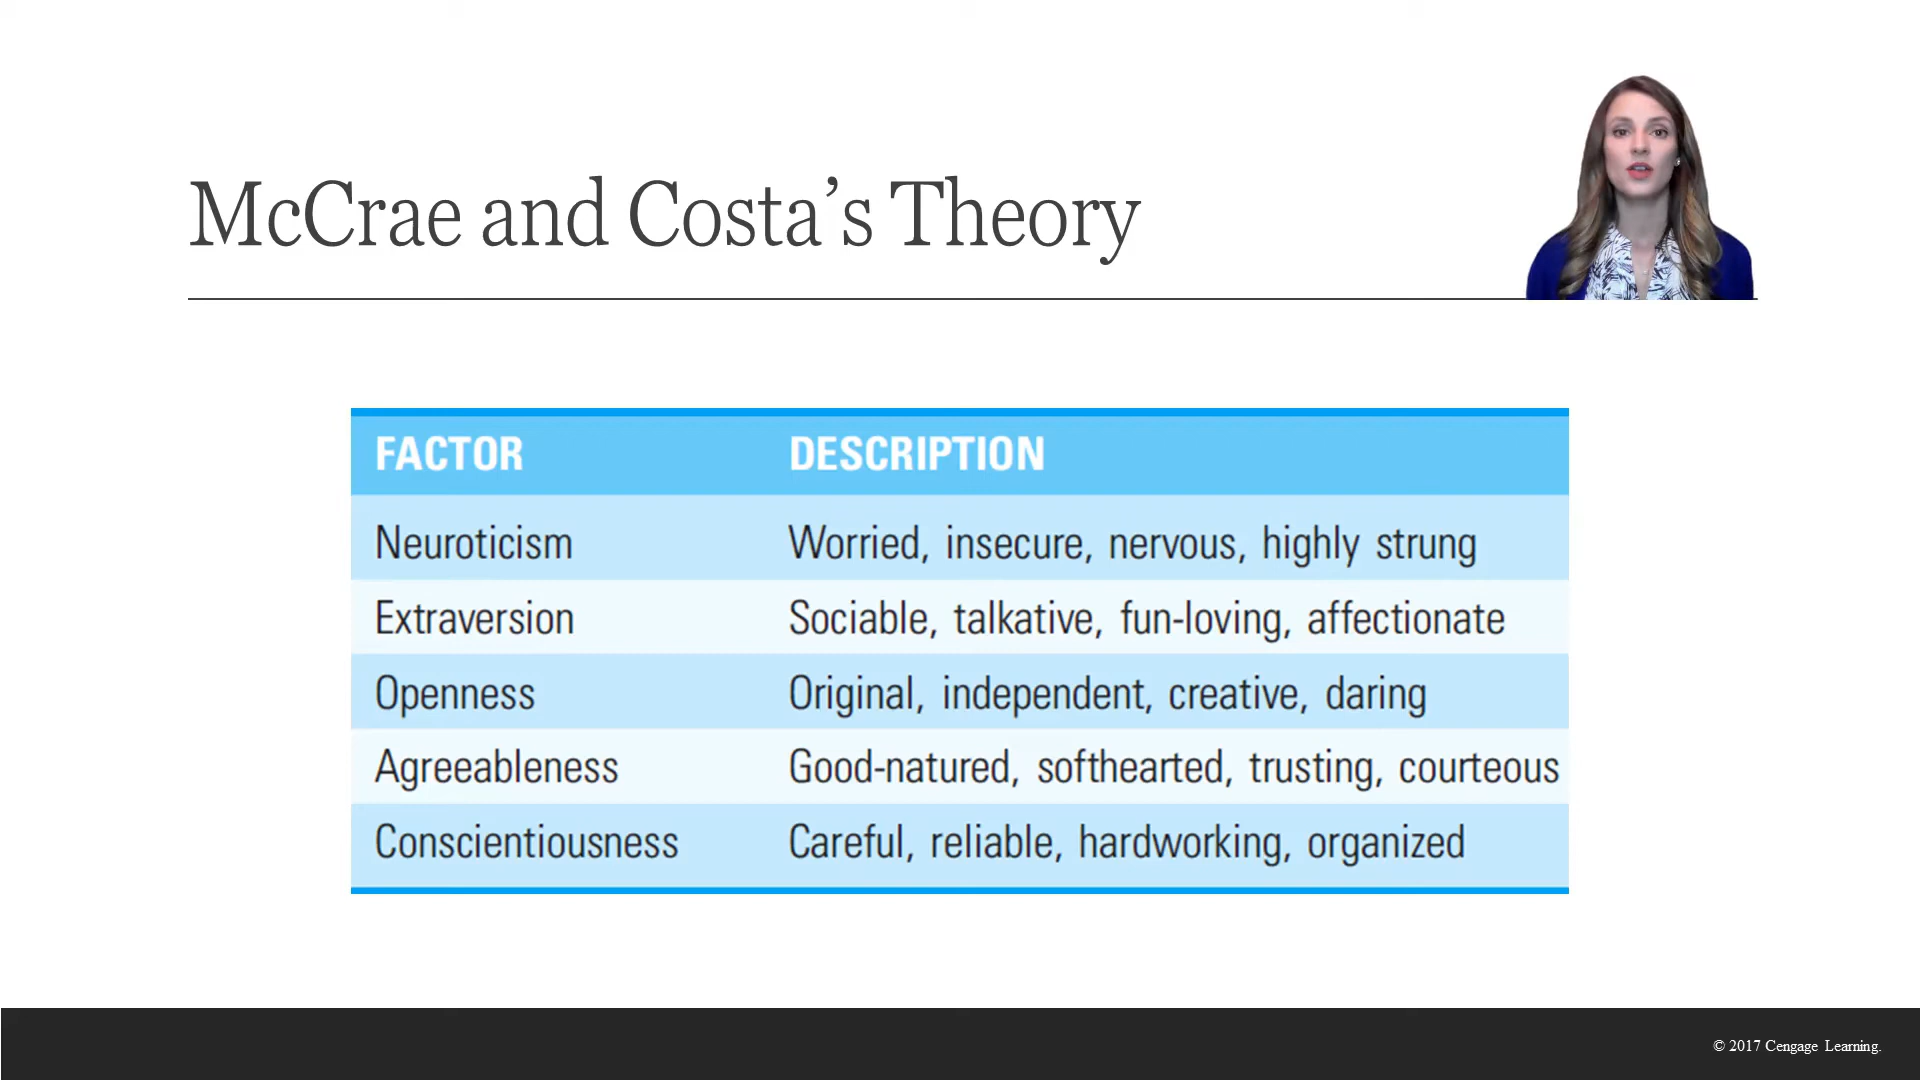 McCrae and Costa’s Theory
FACTOR DESCRIPTION
Neuroticism Worried, insecure, nervous, highly strung
Extraversion Sociable, talkative, fun-loving, affectionate
Openness Original, independent, creative, daring
Agreeableness Good-natured, softhearted, trusting, courteous
Conscientiousness Careful, reliable, hardworking, organized
© 2017 Cengage Learning.